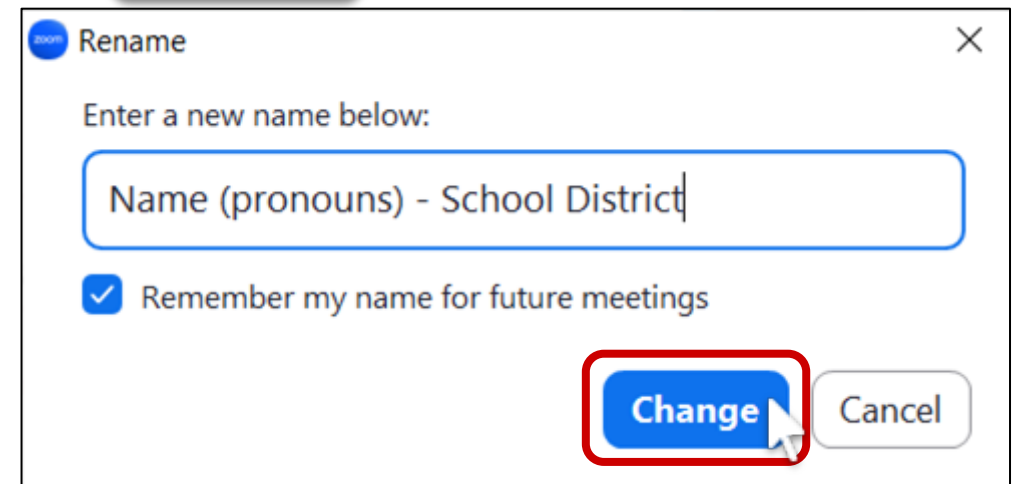 zoom Rename
Enter a new name below:
Name (pronouns) - School District
Remember my name for future meetings
Change Cancel